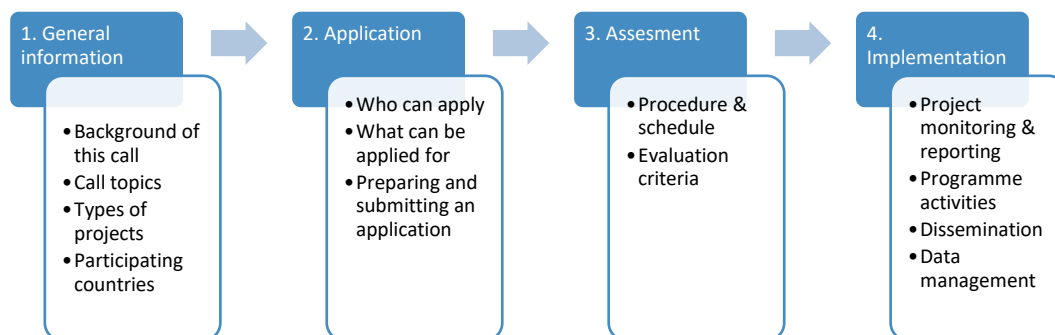 1. General
information
•Background of
this call
•Call topics
•Types of
projects
•Participating
countries
2. Application
•Who can apply
•What can be
applied for
•Preparing and
submitting an
application
3. Assesment
•Procedure &
schedule
•Evaluation
criteria
4.
Implementation
•Project
monitoring &
reporting
•Programme
activities
•Dissemination
•Data
management